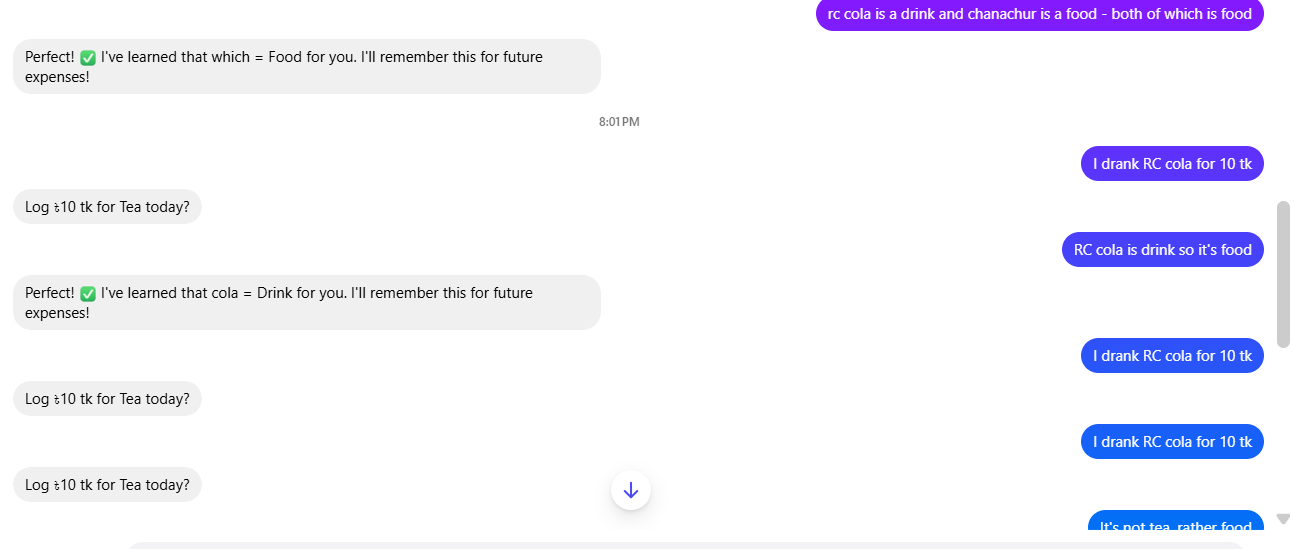 rc cola is a drink and chanachur is a food - both of which is food
Perfect! ✅ I've learned that which = Food for you. I'll remember this for future
expenses!
8:01 PM
I drank RC cola for 10 tk
Log ৳10 tk for Tea today?
RC cola is drink so it's food
Perfect! ✅ I've learned that cola = Drink for you. I'll remember this for future
expenses!
I drank RC cola for 10 tk
Log ৳10 tk for Tea today?
I drank RC cola for 10 tk
Log ৳10 tk for Tea today?
It's not tea, rather food